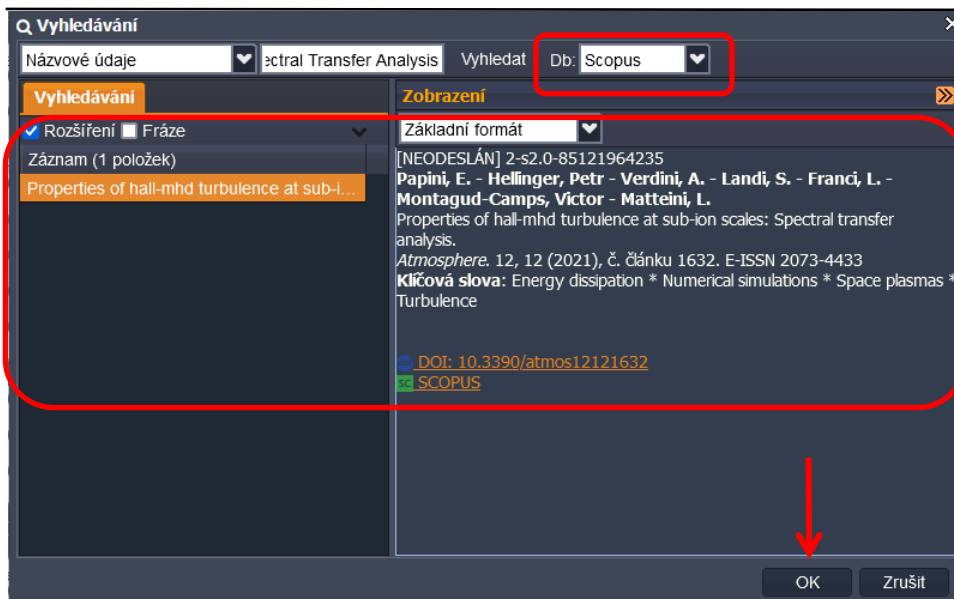 Vyhledávání
Názvové údaje ectral Transfer Analysis Vyhledat Db: Scopus
Vyhledávání
Rozšíření Fráze
Záznam (1 položek)
Properties of hall-mhd turbulence at sub-i...
Zobrazení
Základní formát
[NEODESLÁN] 2-s2.0-85121964235
Papini, E. - Hellinger, Petr - Verdini, A. - Landi, S. - Franci, L. -
Montagud-Camps, Victor - Matteini, L.
Properties of hall-mhd turbulence at sub-ion scales: Spectral transfer
analysis.
Atmosphere. 12, 12 (2021), č. článku 1632. E-ISSN 2073-4433
Klíčová slova: Energy dissipation * Numerical simulations * Space plasmas *
Turbulence
DOI: 10.3390/atmos12121632
sc SCOPUS
OK Zrušit